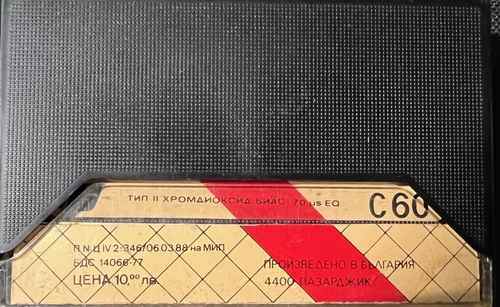 ТИП II ХРОМДИОКСИД БИАС 70 µs EQ
C 60
П N Ц IV 2-346/06.03.88 на МИП
БДС 14066-77
ЦЕНА 10,00 лв.
ПРОИЗВЕДЕНО В БЪЛГАРИЯ
4400 ПАЗАРДЖИК